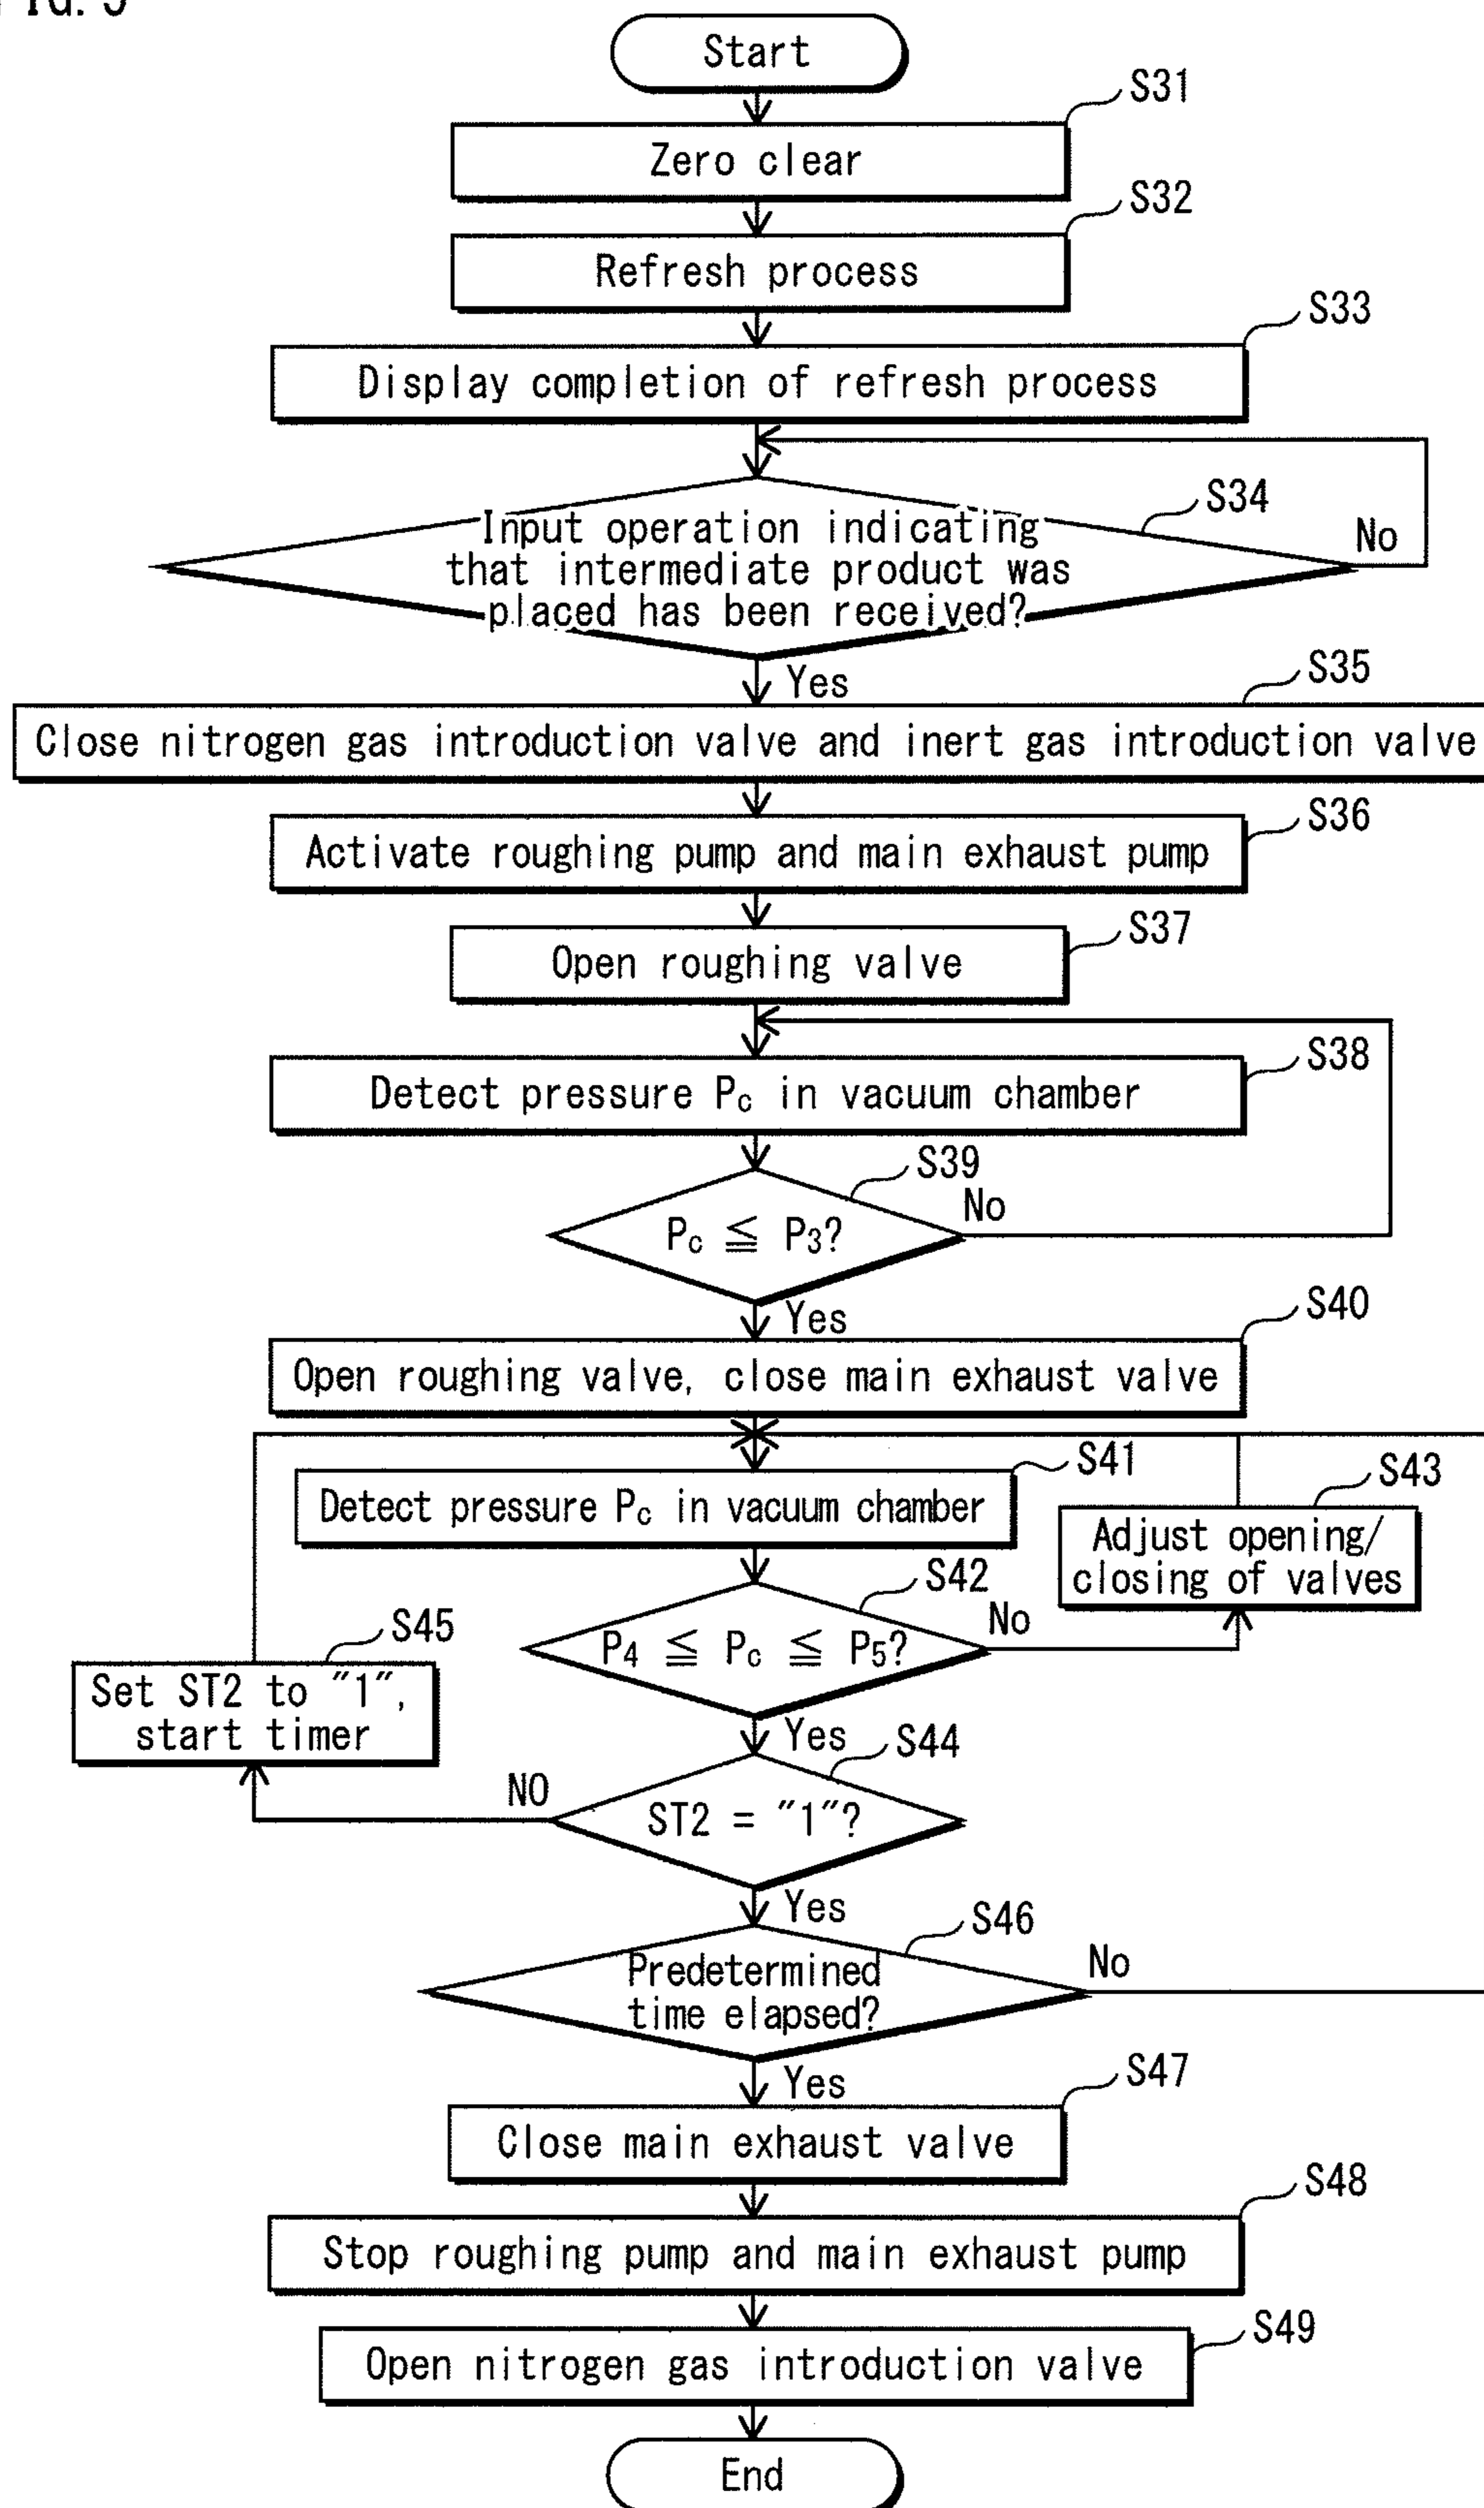 Start
S31
Zero clear
S32
Refresh process
S33
Display completion of refresh process
S34
Input operation indicating
that intermediate product was
placed has been received?
No
Yes
S35
Close nitrogen gas introduction valve and inert gas introduction valve
S36
Activate roughing pump and main exhaust pump
S37
Open roughing valve
S38
Detect pressure Pc in vacuum chamber
S39
Pc ≦ P3?
No
Yes
S40
Open roughing valve, close main exhaust valve
S41
Detect pressure Pc in vacuum chamber
S43
Adjust opening/
closing of valves
S42
P4 ≦ Pc ≦ P5?
No
Yes
S45
Set ST2 to "1",
start timer
S44
ST2 = "1"?
NO
Yes
S46
Predetermined
time elapsed?
No
Yes
S47
Close main exhaust valve
S48
Stop roughing pump and main exhaust pump
S49
Open nitrogen gas introduction valve
End